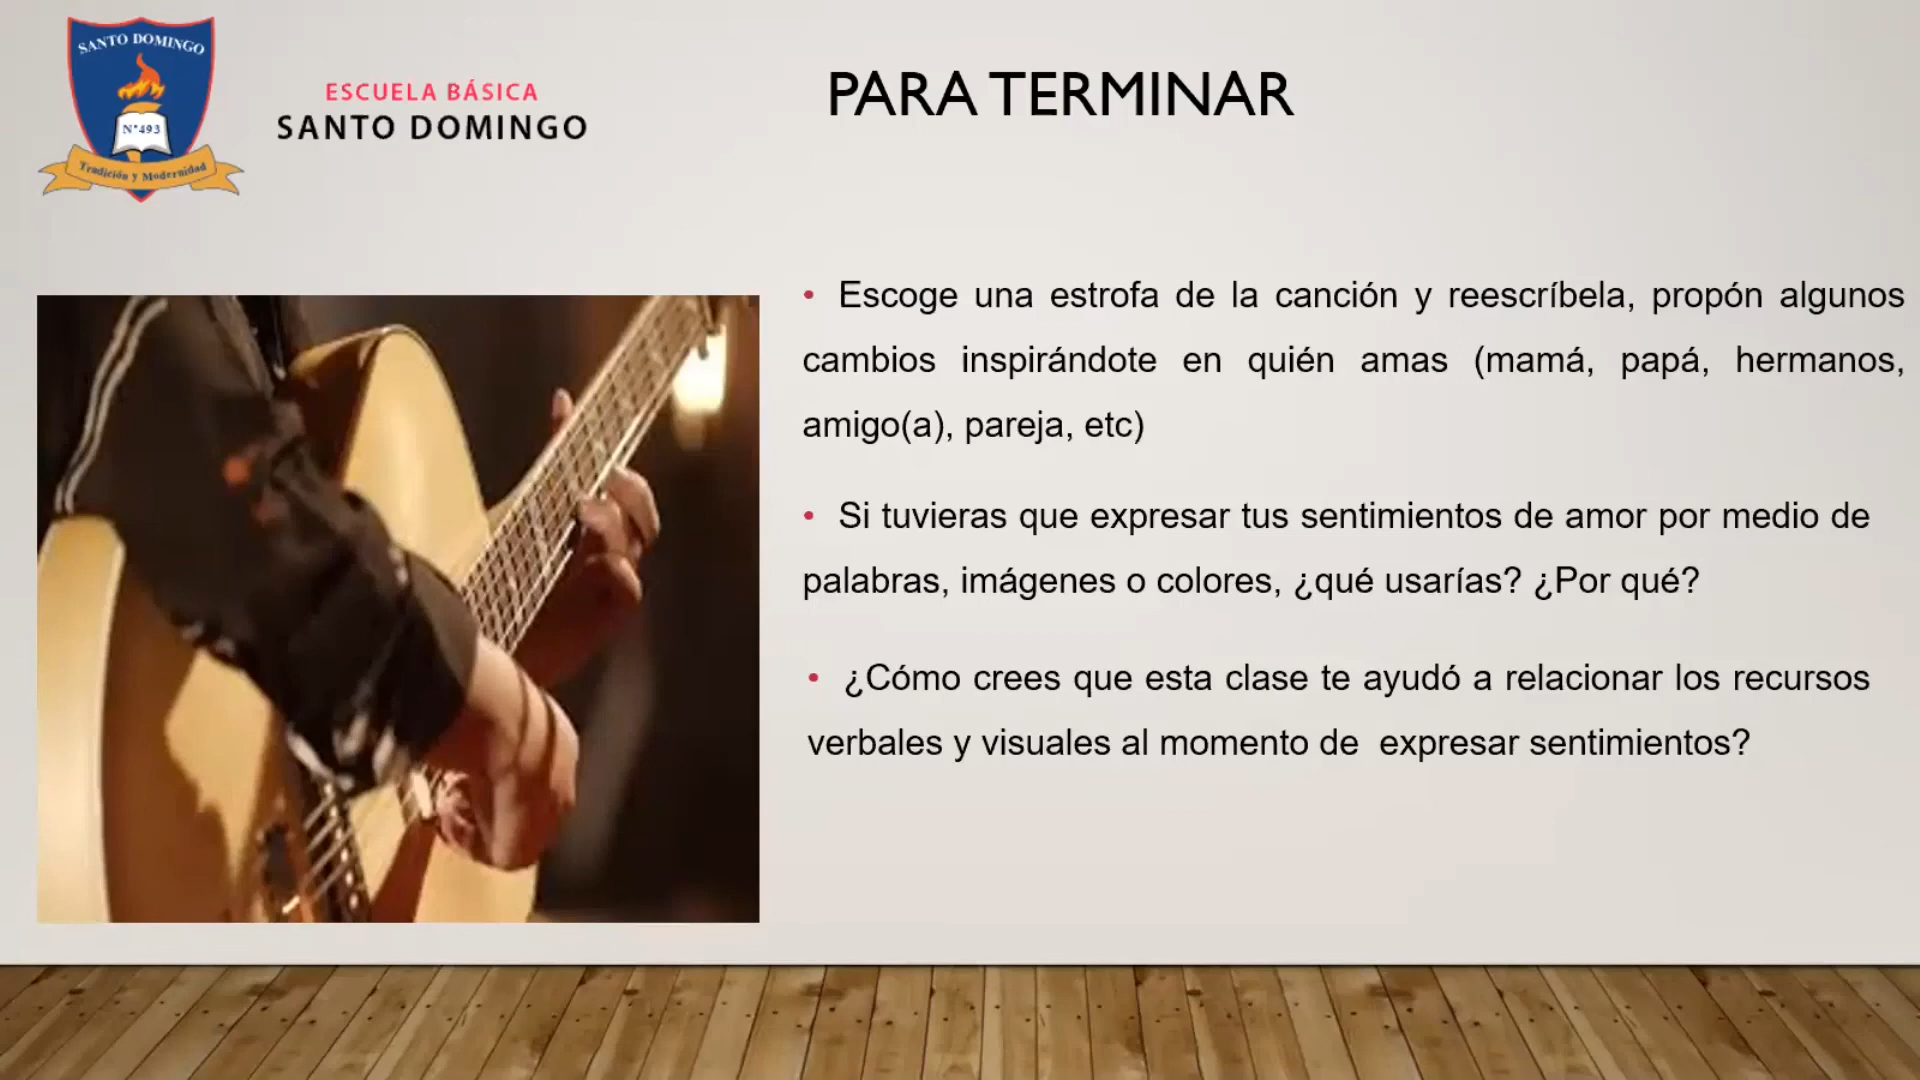 SANTO DOMINGO
N°493
Tradición y Modernidad
ESCUELA BÁSICA
SANTO DOMINGO
PARA TERMINAR
• Escoge una estrofa de la canción y reescríbela, propón algunos
cambios inspirándote en quién amas (mamá, papá, hermanos,
amigo(a), pareja, etc)
• Si tuvieras que expresar tus sentimientos de amor por medio de
palabras, imágenes o colores, ¿qué usarías? ¿Por qué?
• ¿Cómo crees que esta clase te ayudó a relacionar los recursos
verbales y visuales al momento de  expresar sentimientos?